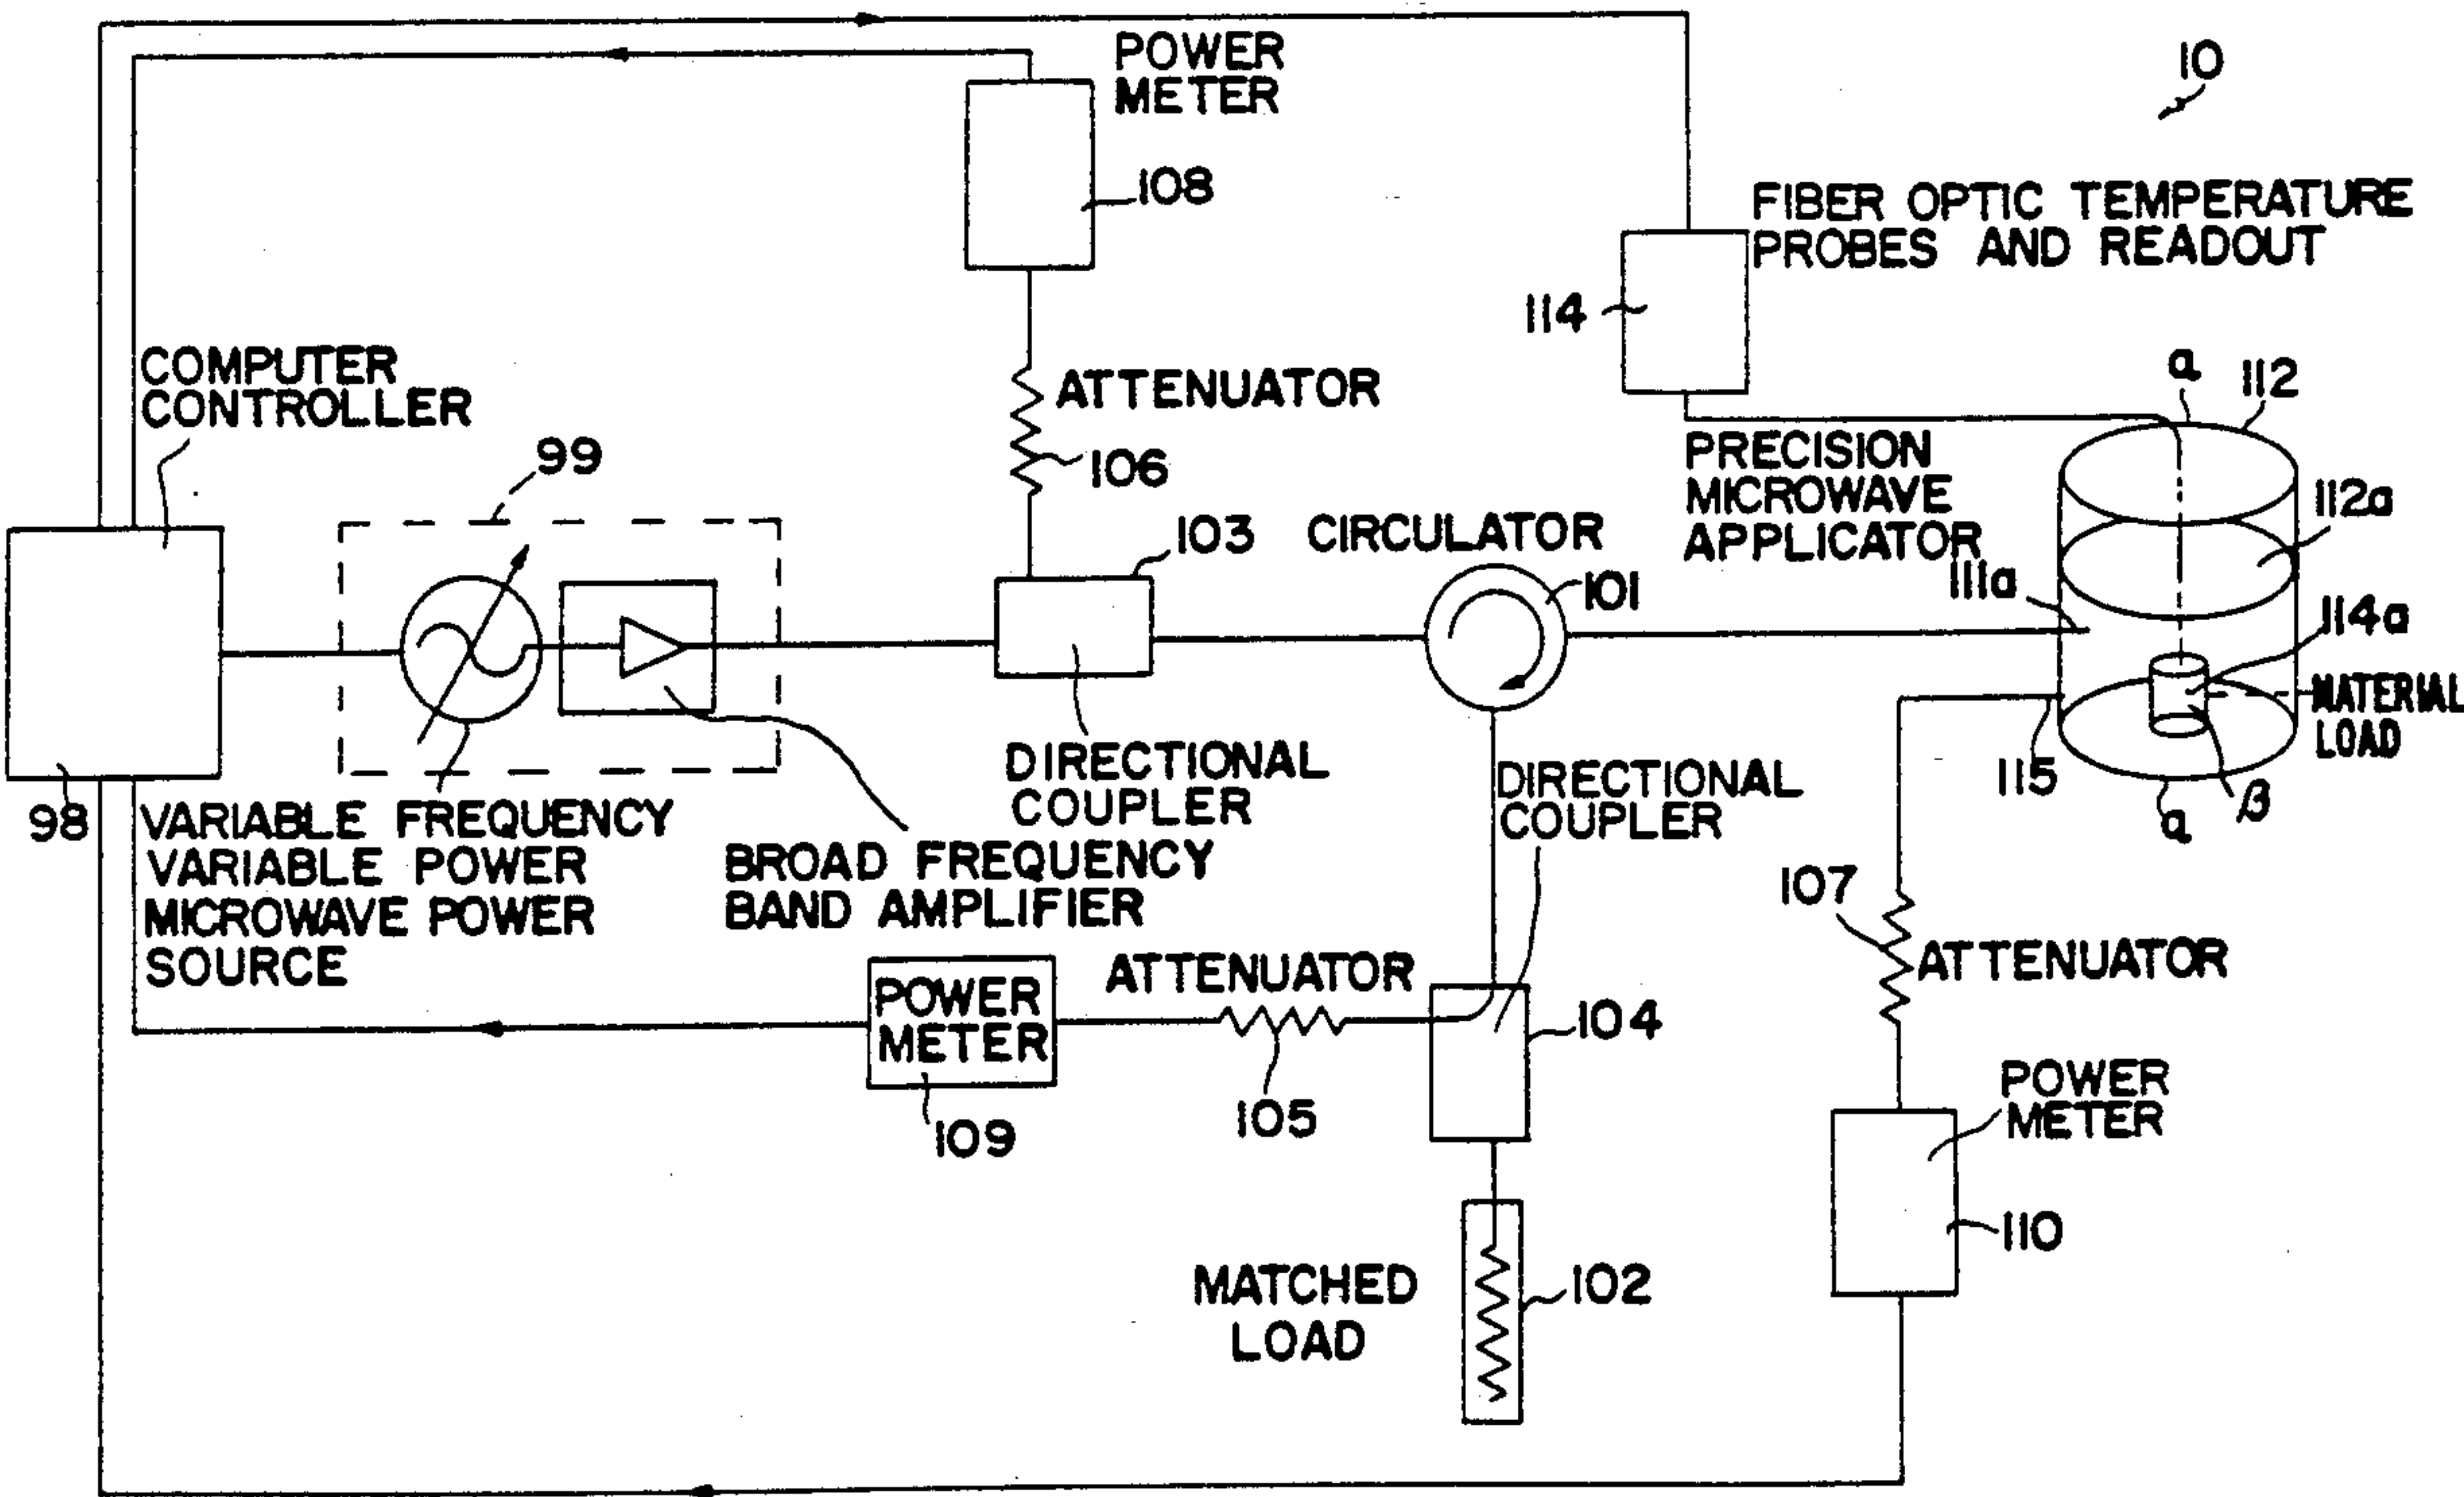 POWER
METER
10
108
FIBER OPTIC TEMPERATURE
PROBES AND READOUT
114
COMPUTER
CONTROLLER
ATTENUATOR
a
112
99
106
PRECISION
MICROWAVE
APPLICATOR
112a
103
CIRCULATOR
101
111a
114a
MATERIAL
LOAD
DIRECTIONAL
COUPLER
DIRECTIONAL
COUPLER
115
a
β
98
VARIABLE FREQUENCY
VARIABLE POWER
MICROWAVE POWER
SOURCE
BROAD FREQUENCY
BAND AMPLIFIER
107
ATTENUATOR
POWER
METER
ATTENUATOR
104
109
105
POWER
METER
110
MATCHED
LOAD
102